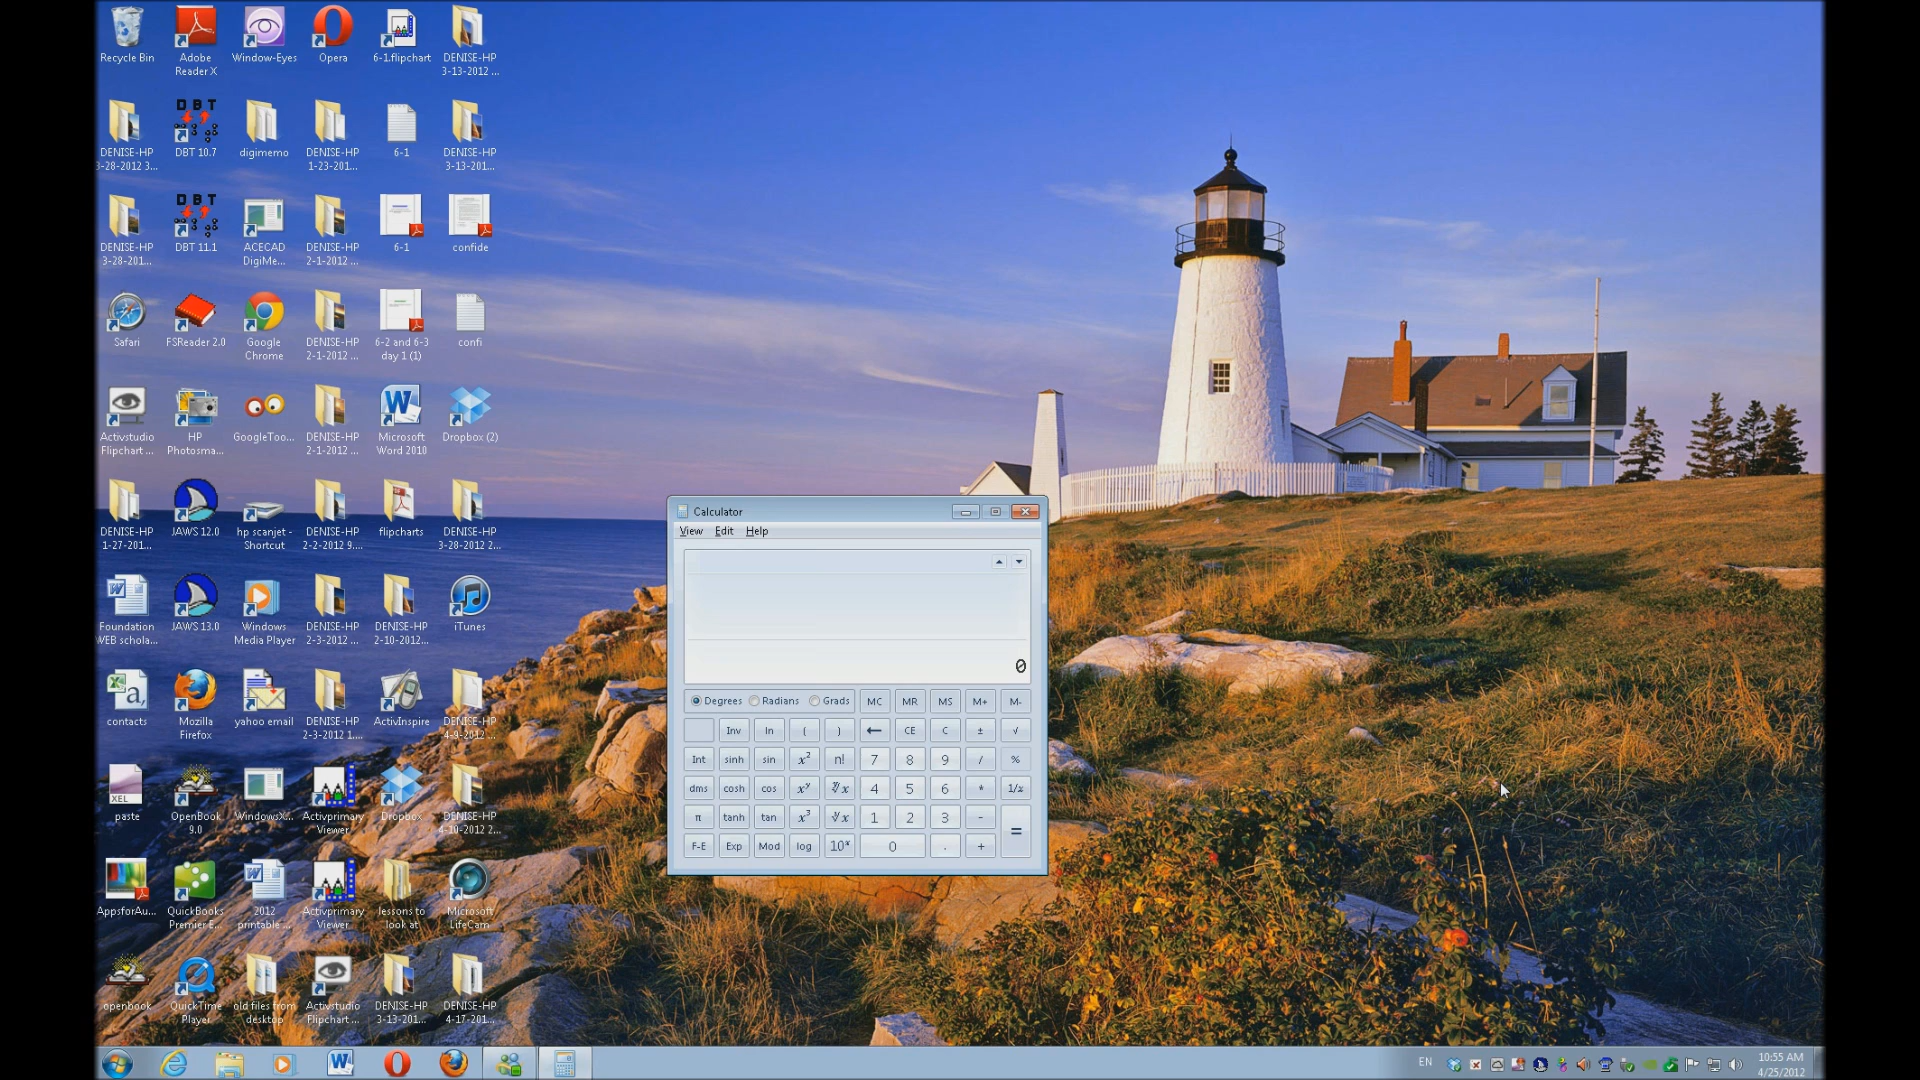 Recycle Bin
Adobe
Reader X
Window-Eyes
Opera
6-1.flipchart
DENISE-HP
3-13-2012 ...
DENISE-HP
3-28-2012 3...
DBT
DBT 10.7
digimemo
DENISE-HP
1-23-201...
6-1
DENISE-HP
3-13-201...
DENISE-HP
3-28-201...
DBT
DBT 11.1
ACECAD
DigiMe...
DENISE-HP
2-1-2012 ...
6-1
confide
Safari
FSReader 2.0
Google
Chrome
DENISE-HP
2-1-2012 ...
6-2 and 6-3
day 1 (1)
confi
Activstudio
Flipchart ...
HP
Photosma...
GoogleToo...
DENISE-HP
2-1-2012 ...
Microsoft
Word 2010
Dropbox (2)
DENISE-HP
1-27-201...
JAWS 12.0
hp scanjet -
Shortcut
DENISE-HP
2-2-2012 9....
flipcharts
DENISE-HP
3-28-2012 2...
Foundation
WEB schola...
JAWS 13.0
Windows
Media Player
DENISE-HP
2-3-2012 ...
DENISE-HP
2-10-2012...
iTunes
contacts
Mozilla
Firefox
yahoo email
DENISE-HP
2-3-2012 1....
ActivInspire
DENISE-HP
4-9-2012 ...
XEL
paste
OpenBook
9.0
WindowsX...
Activprimary
Viewer
Dropbox
DENISE-HP
4-10-2012 2...
AppsforAu...
QuickBooks
Premier E...
2012
printable ...
Activprimary
Viewer
lessons to
look at
Microsoft
LifeCam
openbook
QuickTime
Player
old files from
desktop
Activstudio
Flipchart ...
DENISE-HP
3-13-201...
DENISE-HP
4-17-201...
Calculator
View Edit Help
0
Degrees Radians Grads MC MR MS M+ M-
Inv ln ( ) ← CE C ± √
Int sinh sin x² n! 7 8 9 / %
dms cosh cos xʸ ʸ√x 4 5 6 * 1/x
π tanh tan x³ ³√x 1 2 3 - =
F-E Exp Mod log 10ˣ 0 . +
EN
10:55 AM
4/25/2012